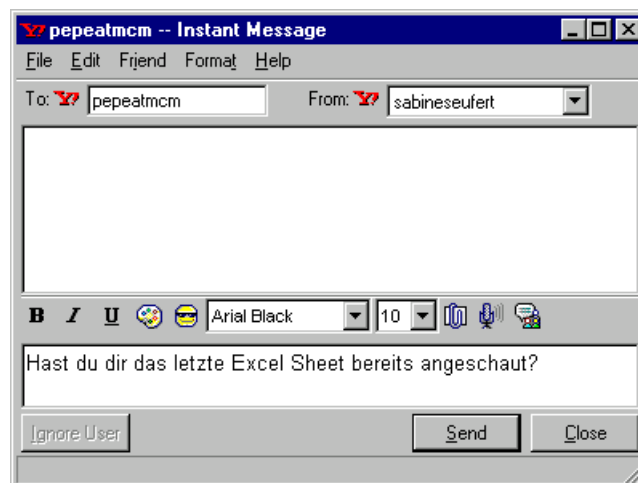 Y? pepeatmcm -- Instant Message
File Edit Friend Format Help
To: Y? pepeatmcm From: Y? sabineseufert
B I U Arial Black 10
Hast du dir das letzte Excel Sheet bereits angeschaut?
Ignore User Send Close